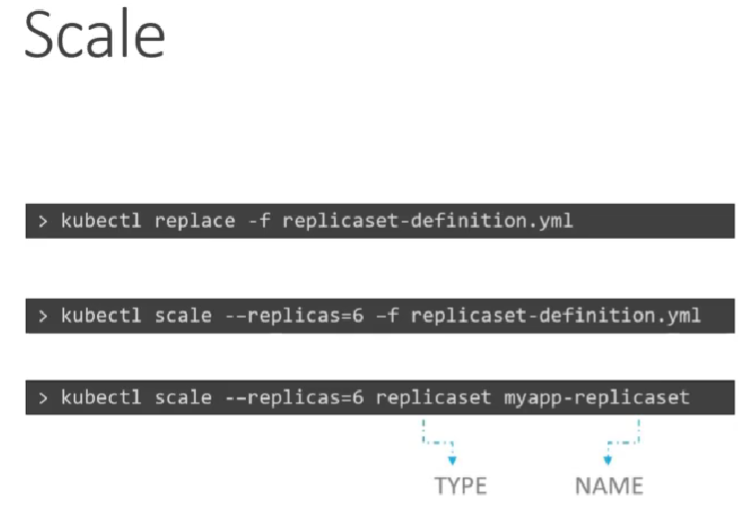 Scale
> kubectl replace -f replicaset-definition.yml
> kubectl scale --replicas=6 –f replicaset-definition.yml
> kubectl scale --replicas=6 replicaset myapp-replicaset
TYPE NAME